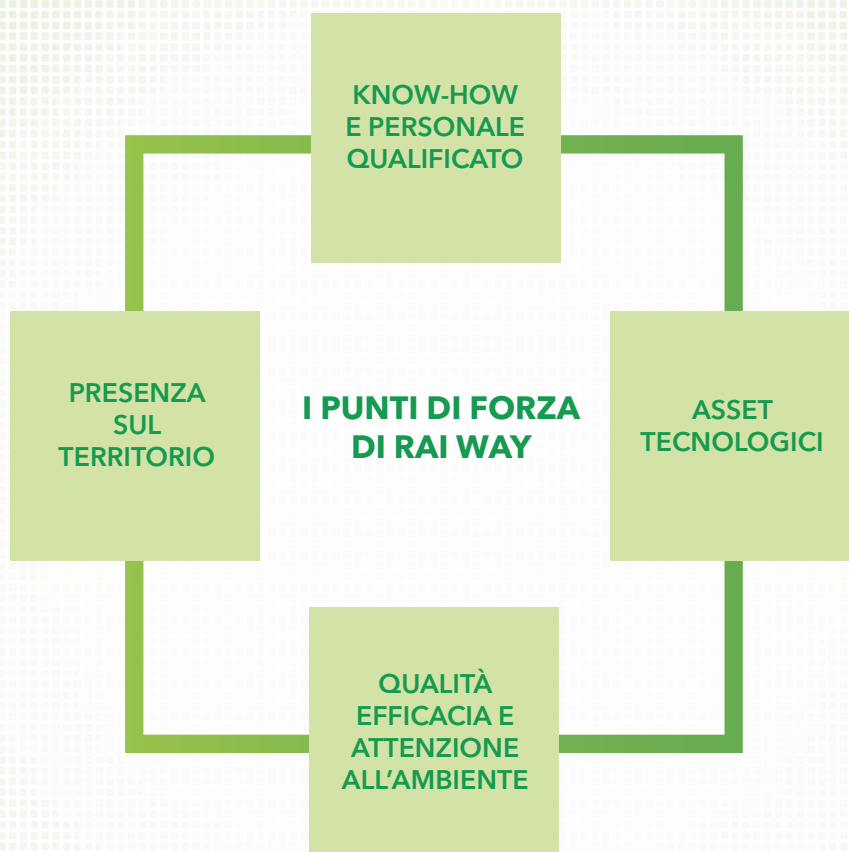 KNOW-HOW
E PERSONALE
QUALIFICATO
PRESENZA
SUL
TERRITORIO
I PUNTI DI FORZA
DI RAI WAY
ASSET
TECNOLOGICI
QUALITÀ
EFFICACIA E
ATTENZIONE
ALL’AMBIENTE